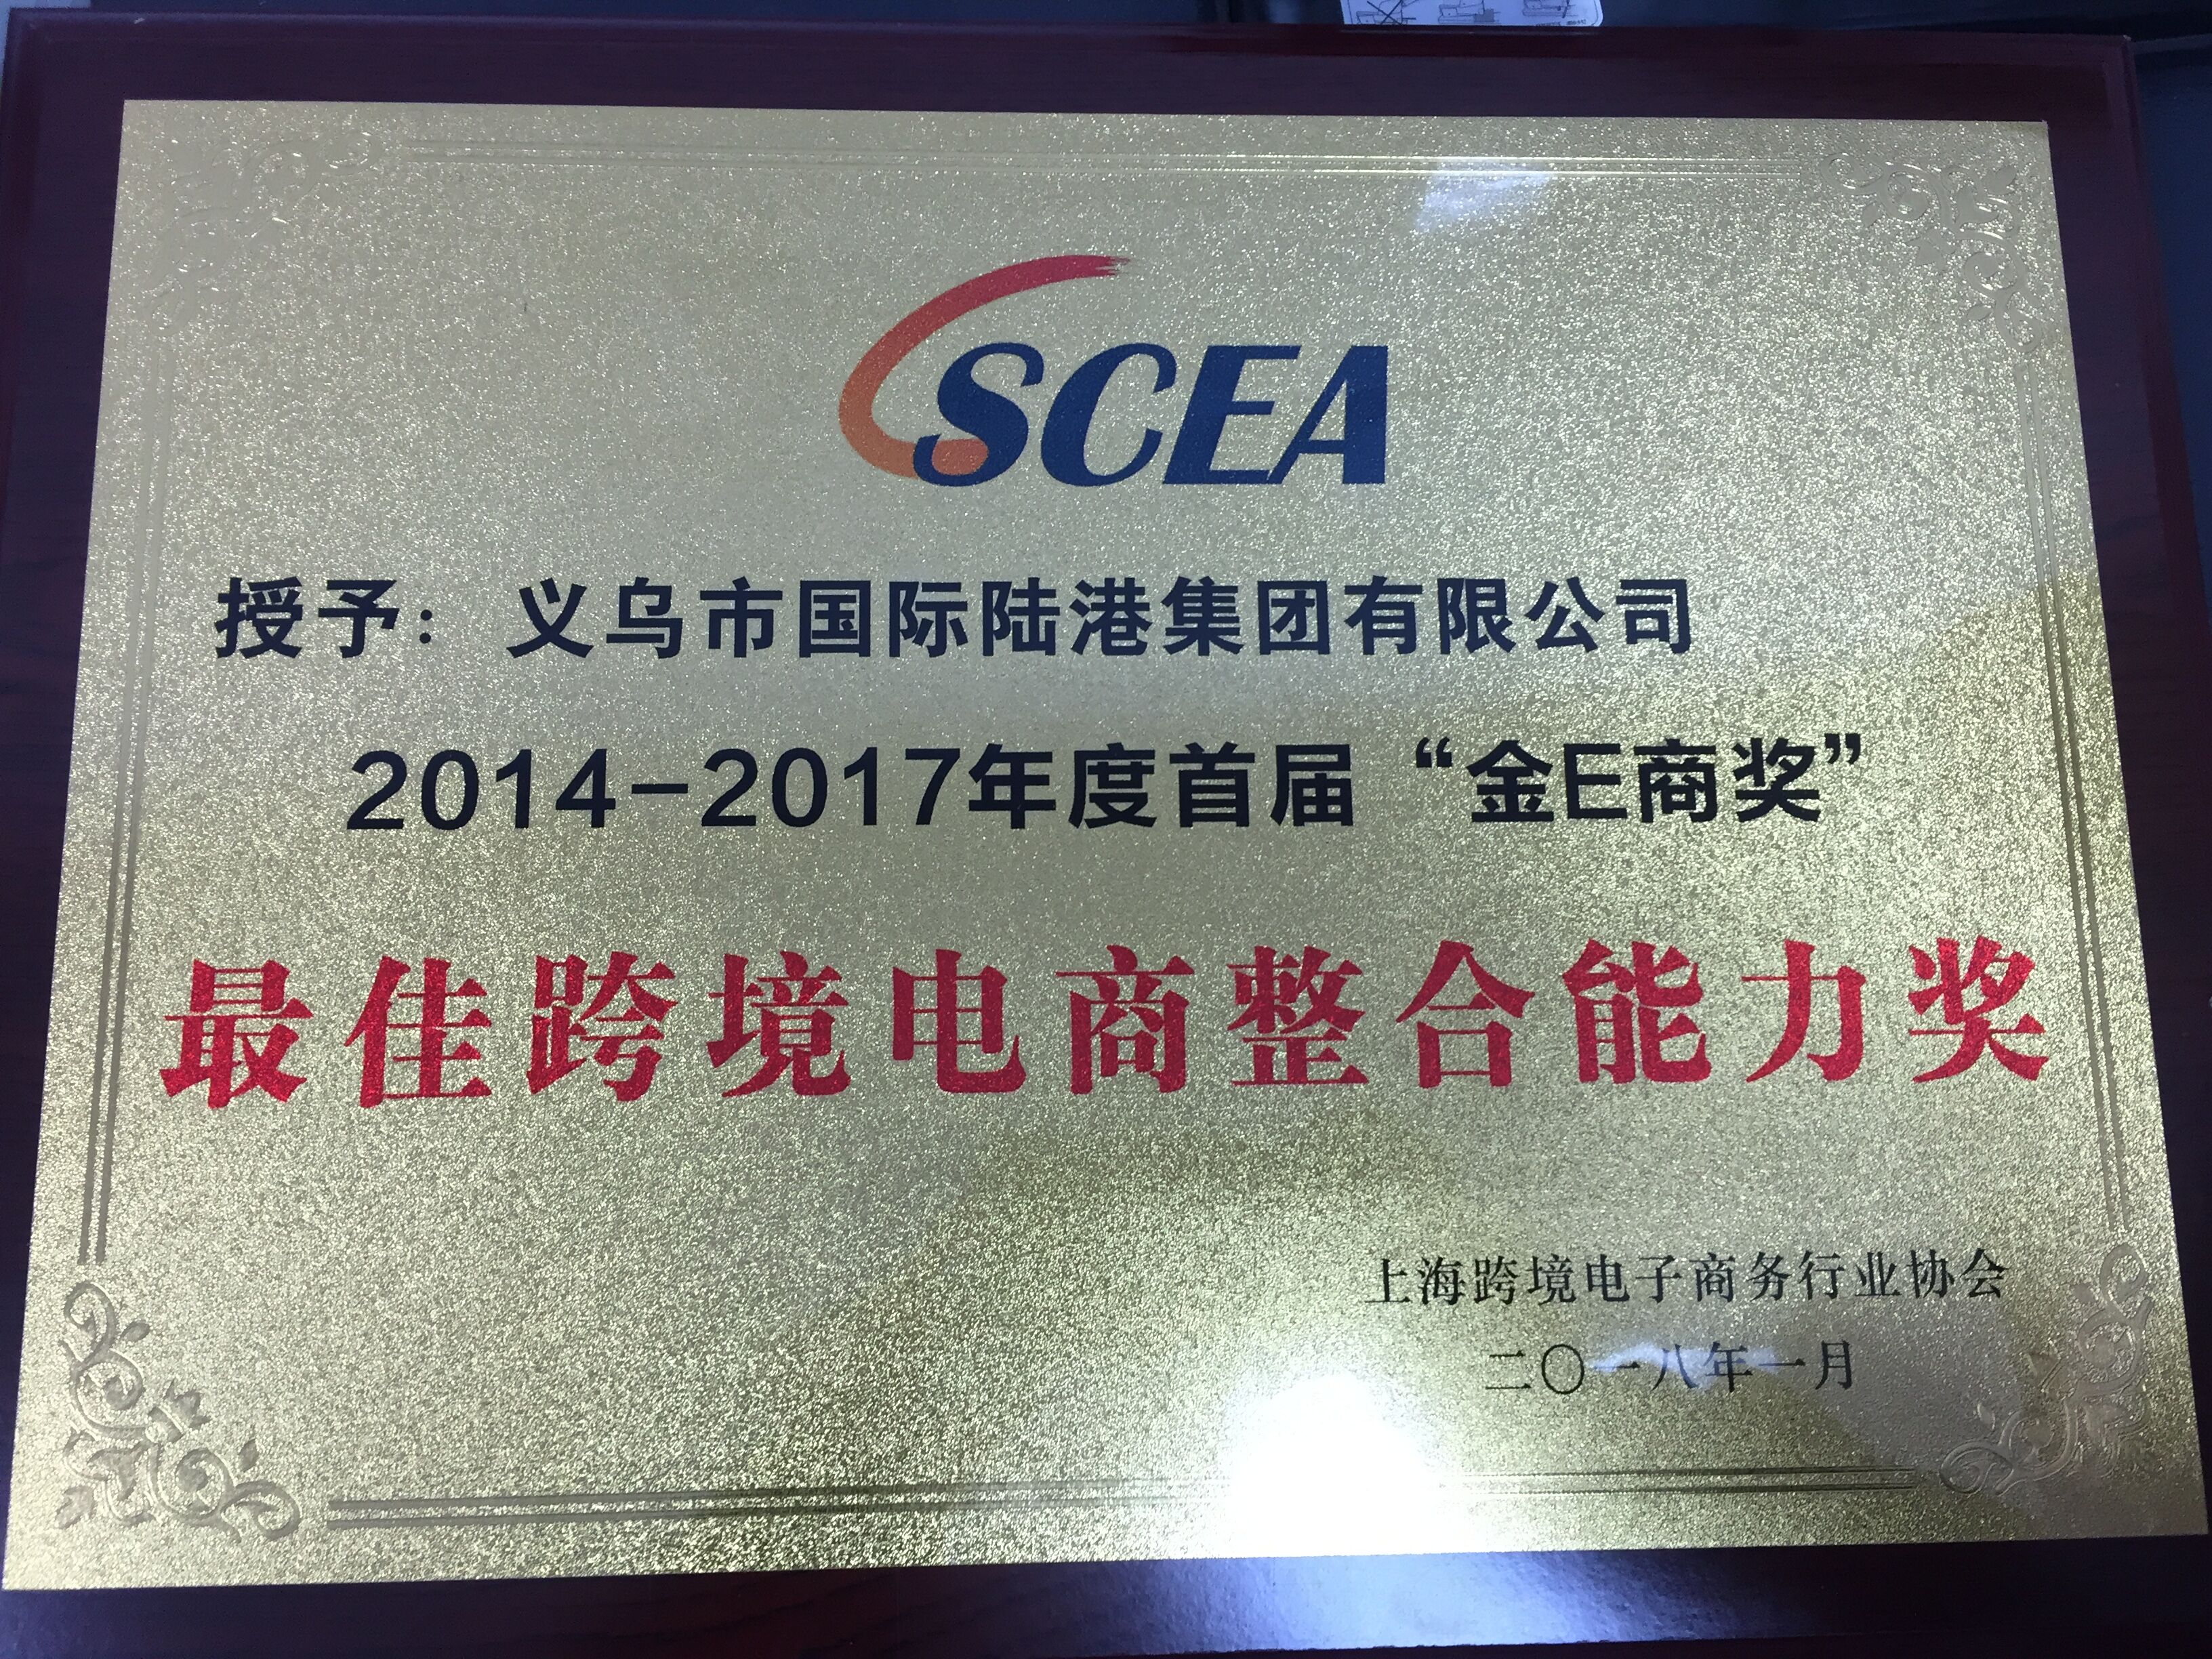 SCEA
授予：义乌市国际陆港集团有限公司
2014-2017年度首届“金E商奖”
最佳跨境电商整合能力奖
上海跨境电子商务行业协会
二〇一八年一月